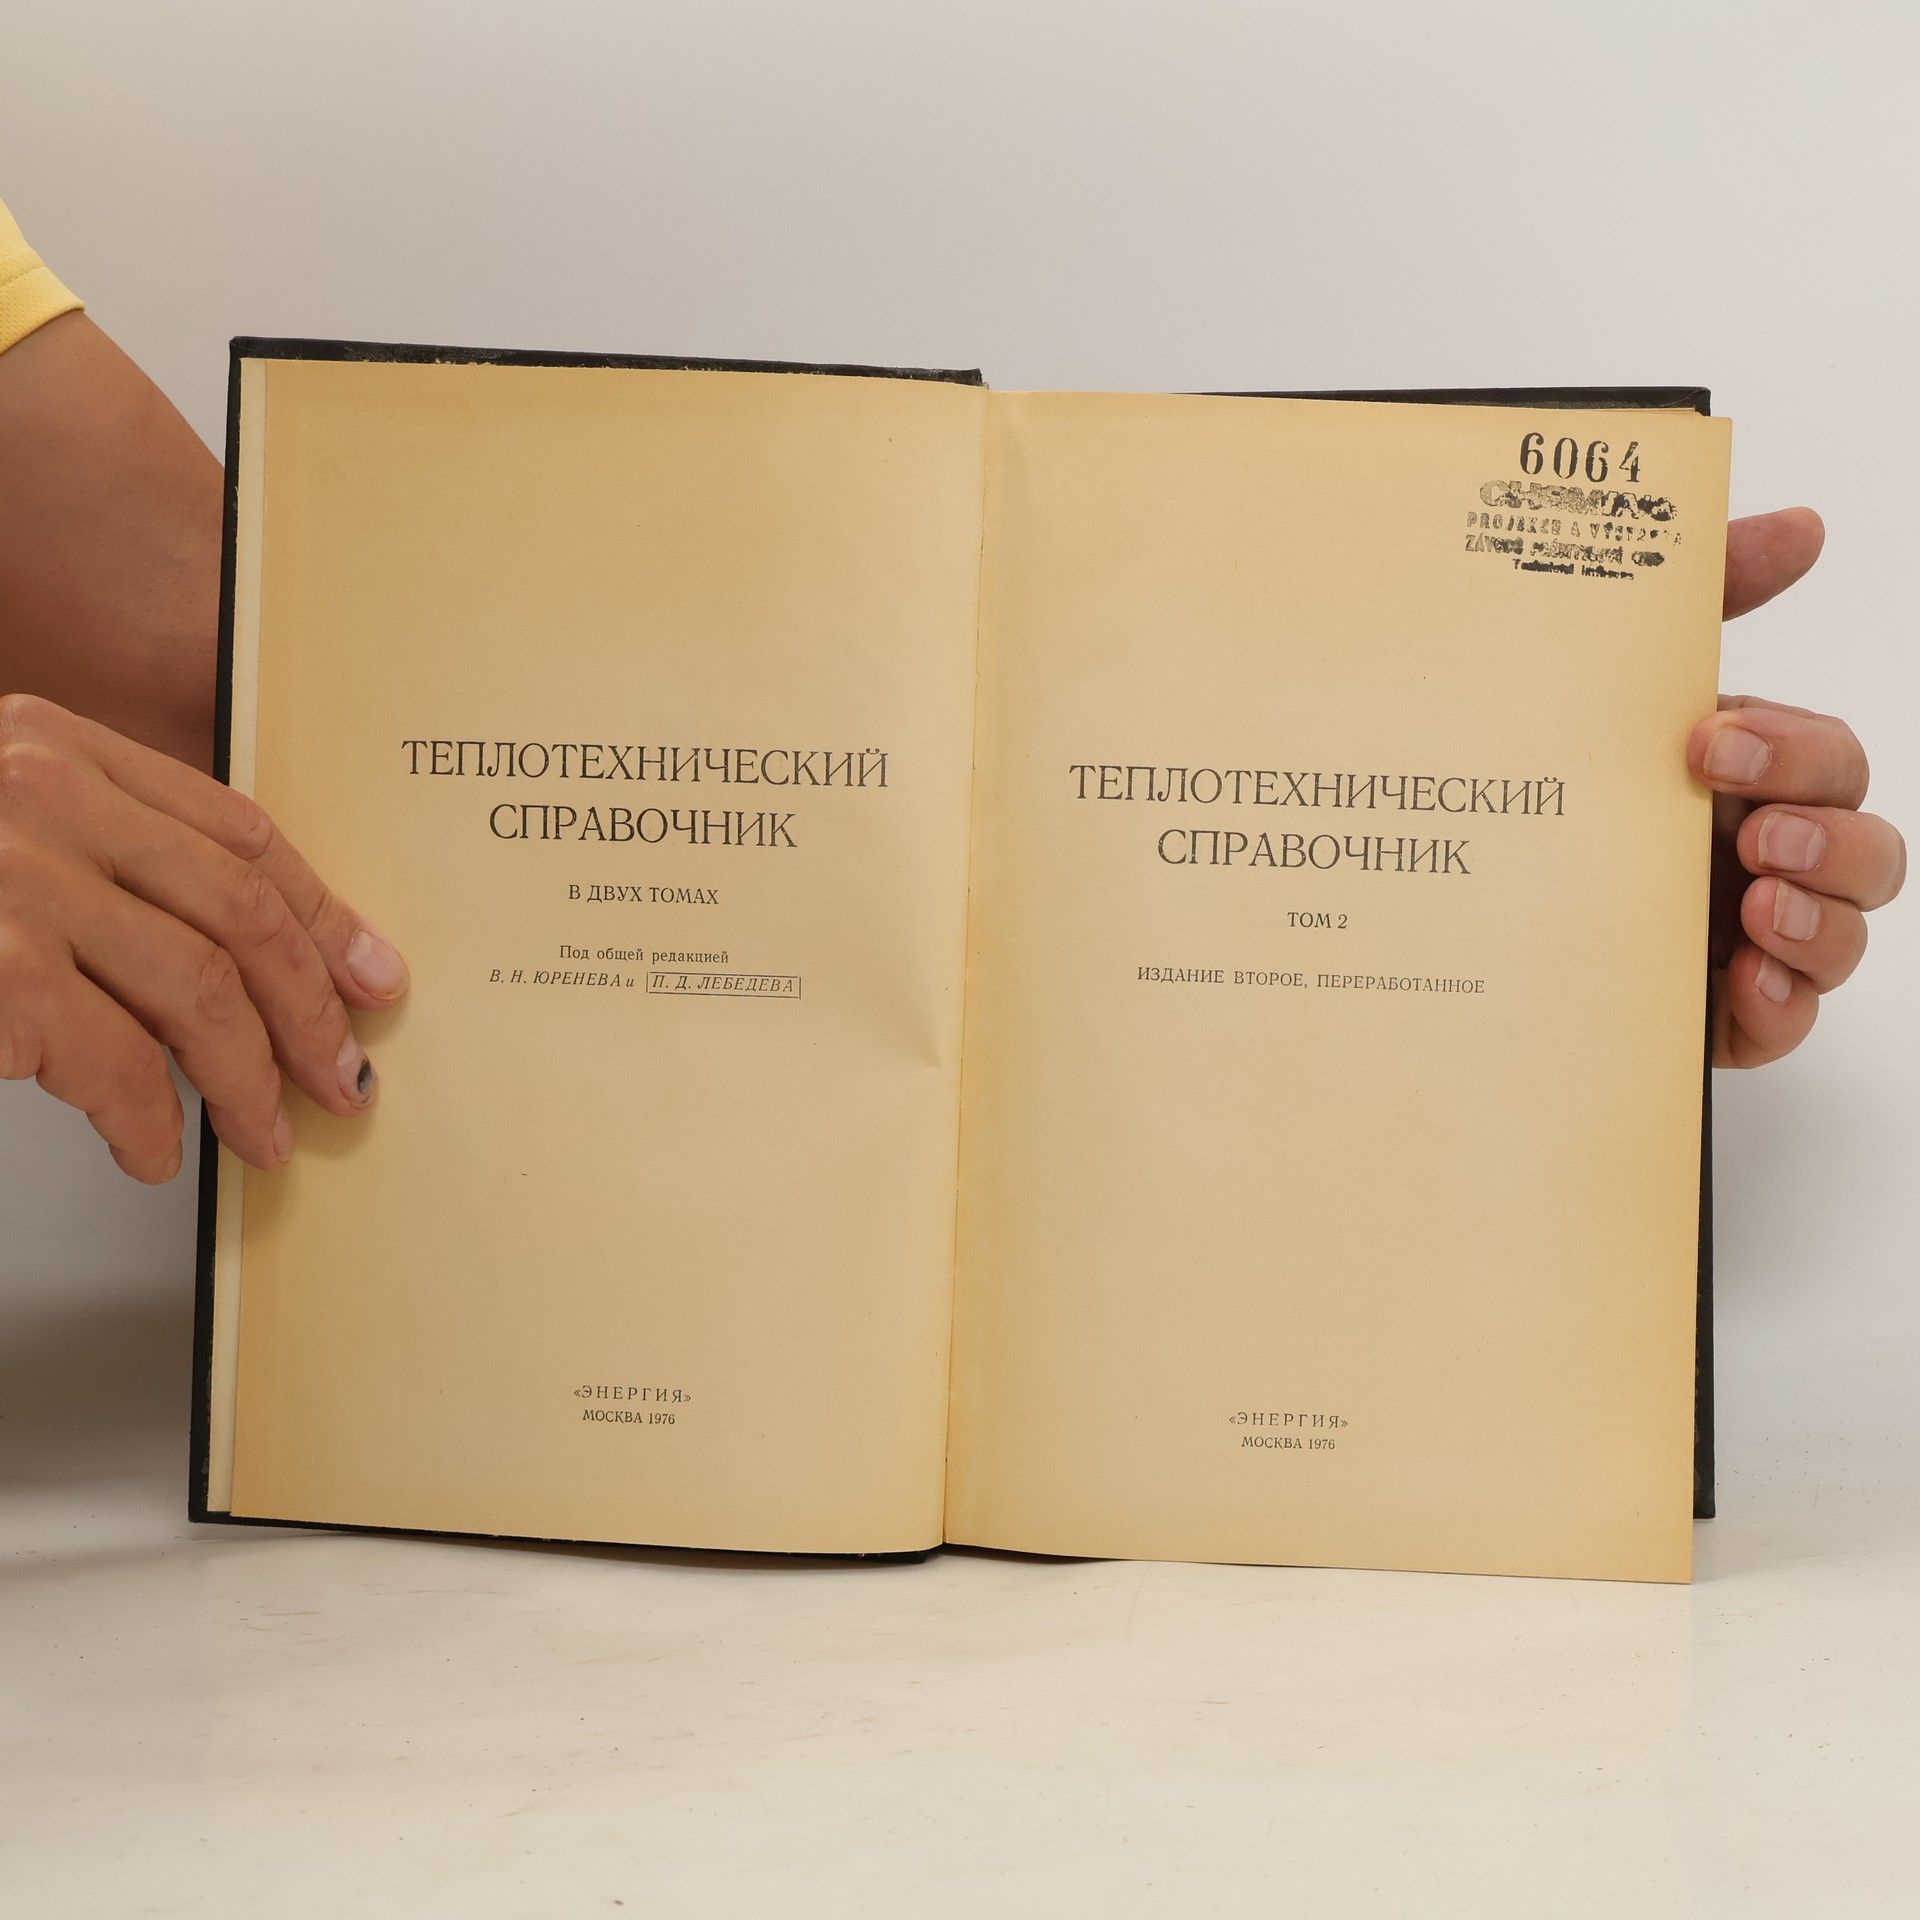 ТЕПЛОТЕХНИЧЕСКИЙ
СПРАВОЧНИК
В ДВУХ ТОМАХ
Под общей редакцией
В. Н. ЮРЕНЕВА и П. Д. ЛЕБЕДЕВА
«ЭНЕРГИЯ»
МОСКВА 1976
6064
PROJEKCE A
ТЕПЛОТЕХНИЧЕСКИЙ
СПРАВОЧНИК
ТОМ 2
ИЗДАНИЕ ВТОРОЕ, ПЕРЕРАБОТАННОЕ
«ЭНЕРГИЯ»
МОСКВА 1976